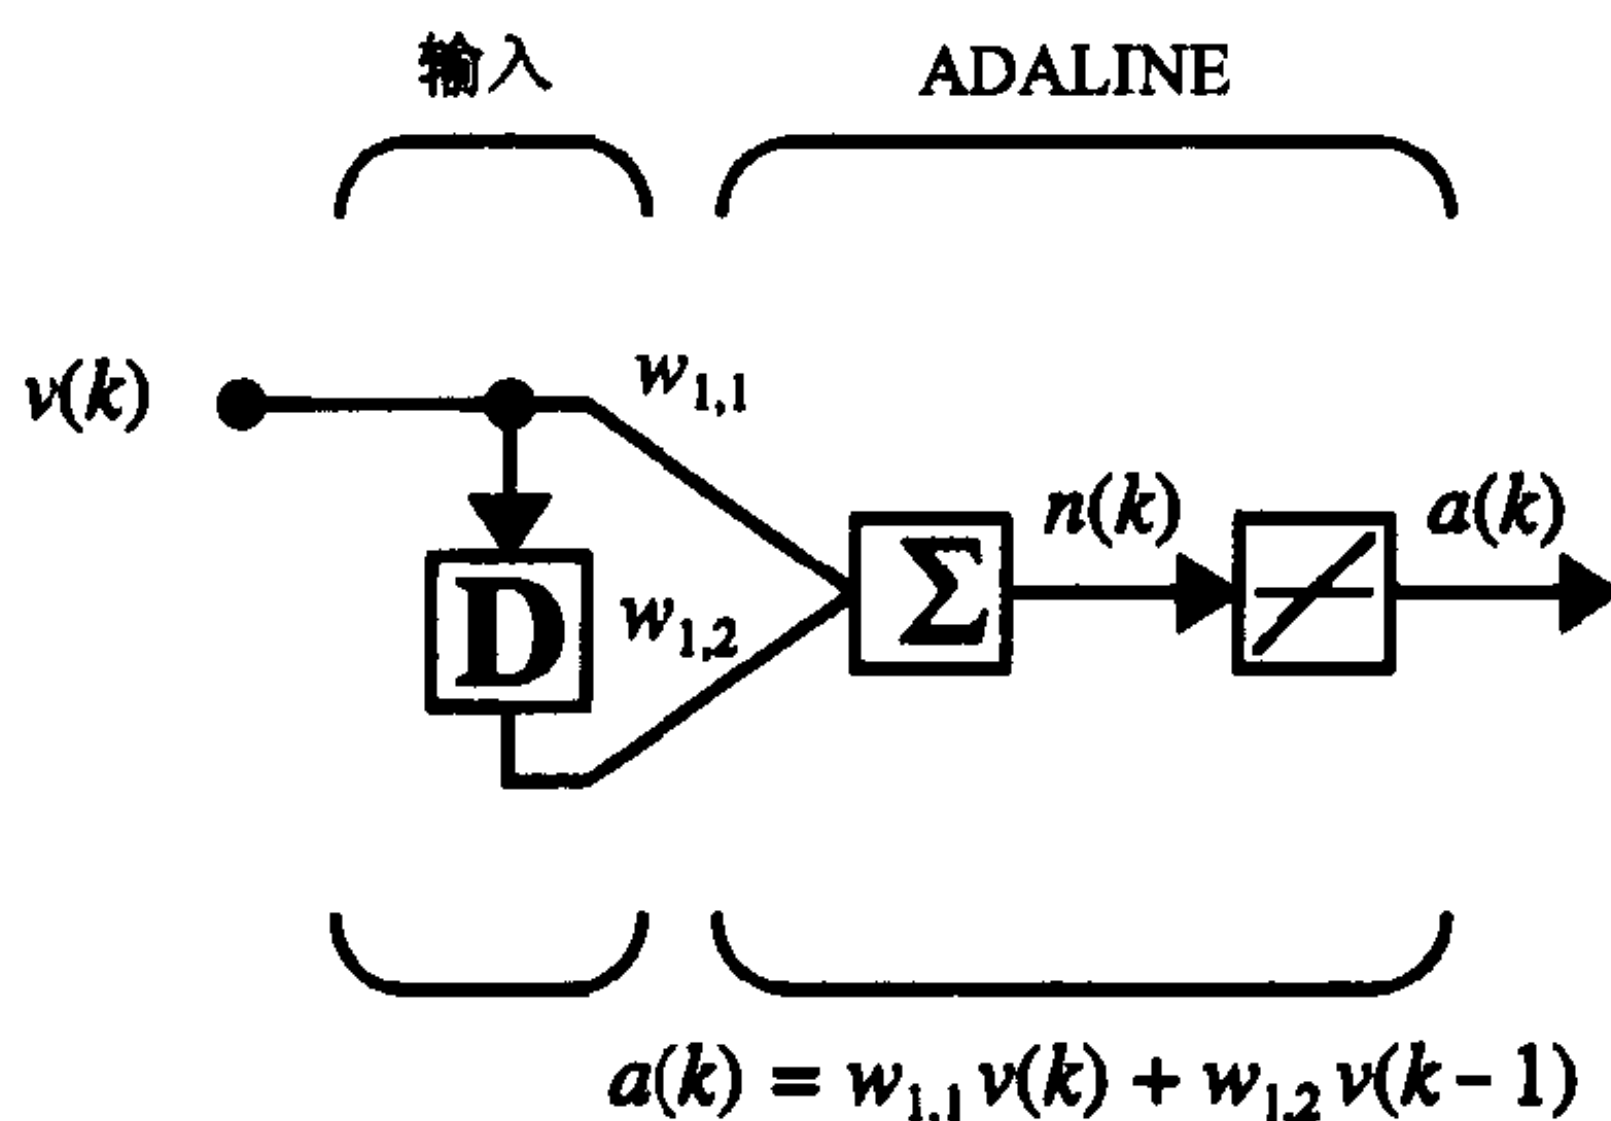 输入
ADALINE
v(k)
w1,1
n(k)
a(k)
D
w1,2
Σ
a(k) = w1,1 v(k) + w1,2 v(k − 1)